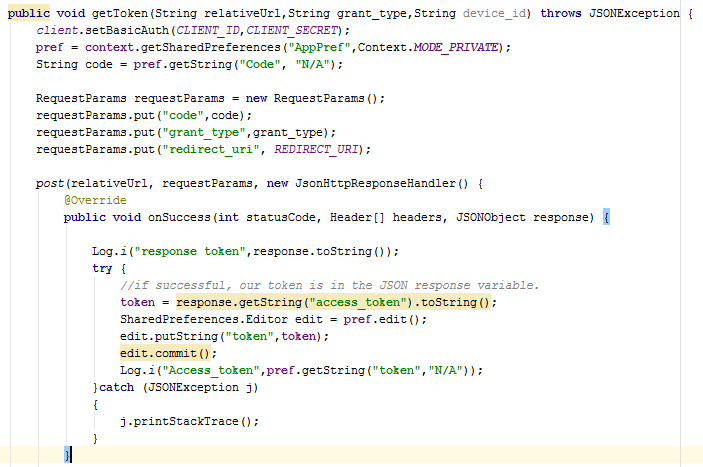 public void getToken(String relativeUrl,String grant_type,String device_id) throws JSONException {
client.setBasicAuth(CLIENT_ID,CLIENT_SECRET);
pref = context.getSharedPreferences("AppPref",Context.MODE_PRIVATE);
String code = pref.getString("Code", "N/A");
RequestParams requestParams = new RequestParams();
requestParams.put("code",code);
requestParams.put("grant_type",grant_type);
requestParams.put("redirect_uri", REDIRECT_URI);
post(relativeUrl, requestParams, new JsonHttpResponseHandler() {
@Override
public void onSuccess(int statusCode, Header[] headers, JSONObject response) {
Log.i("response token",response.toString());
try {
//if successful, our token is in the JSON response variable.
token = response.getString("access_token").toString();
SharedPreferences.Editor edit = pref.edit();
edit.putString("token",token);
edit.commit();
Log.i("Access_token",pref.getString("token","N/A"));
}catch (JSONException j)
{
j.printStackTrace();
}
}